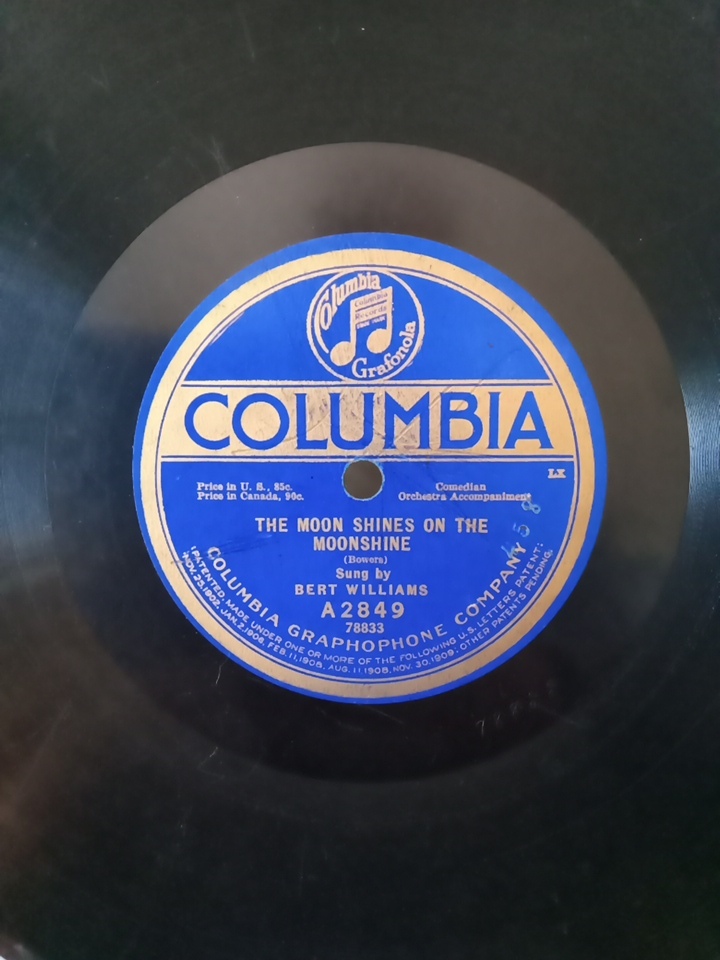 Columbia
Columbia
Records
Grafonola
COLUMBIA
LX
Price in U. S., 85c.
Price in Canada, 90c.
Comedian
Orchestra Accompaniment
THE MOON SHINES ON THE
MOONSHINE
(Bowers)
Sung by
BERT WILLIAMS
A2849
78833
COLUMBIA GRAPHOPHONE COMPANY
(PATENTED, MADE UNDER ONE OR MORE OF THE FOLLOWING U.S. LETTERS PATENT:
NOV. 25, 1902, JAN. 2, 1906, FEB. 11, 1908, AUG. 11 1908, NOV. 30, 1909; OTHER PATENTS PENDING.